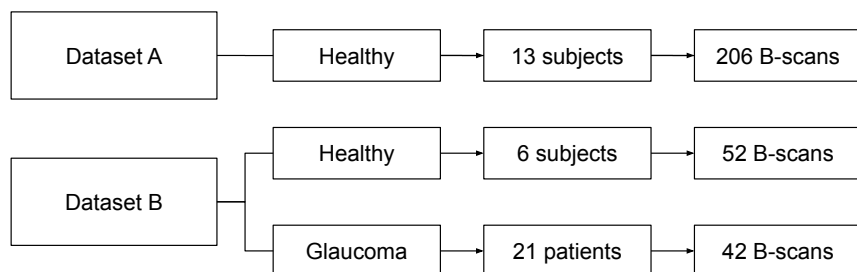 Dataset A
Healthy
13 subjects
206 B-scans
Dataset B
Healthy
6 subjects
52 B-scans
Glaucoma
21 patients
42 B-scans